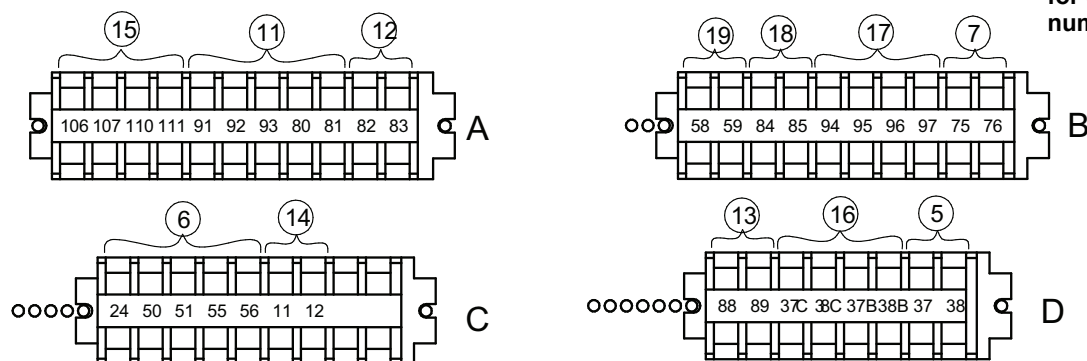 for
num
15 11 12
106 107 110 111 91 92 93 80 81 82 83 A
19 18 17 7
58 59 84 85 94 95 96 97 75 76 B
6 14
24 50 51 55 56 11 12 C
13 16 5
88 89 37C 38C 37B 38B 37 38 D